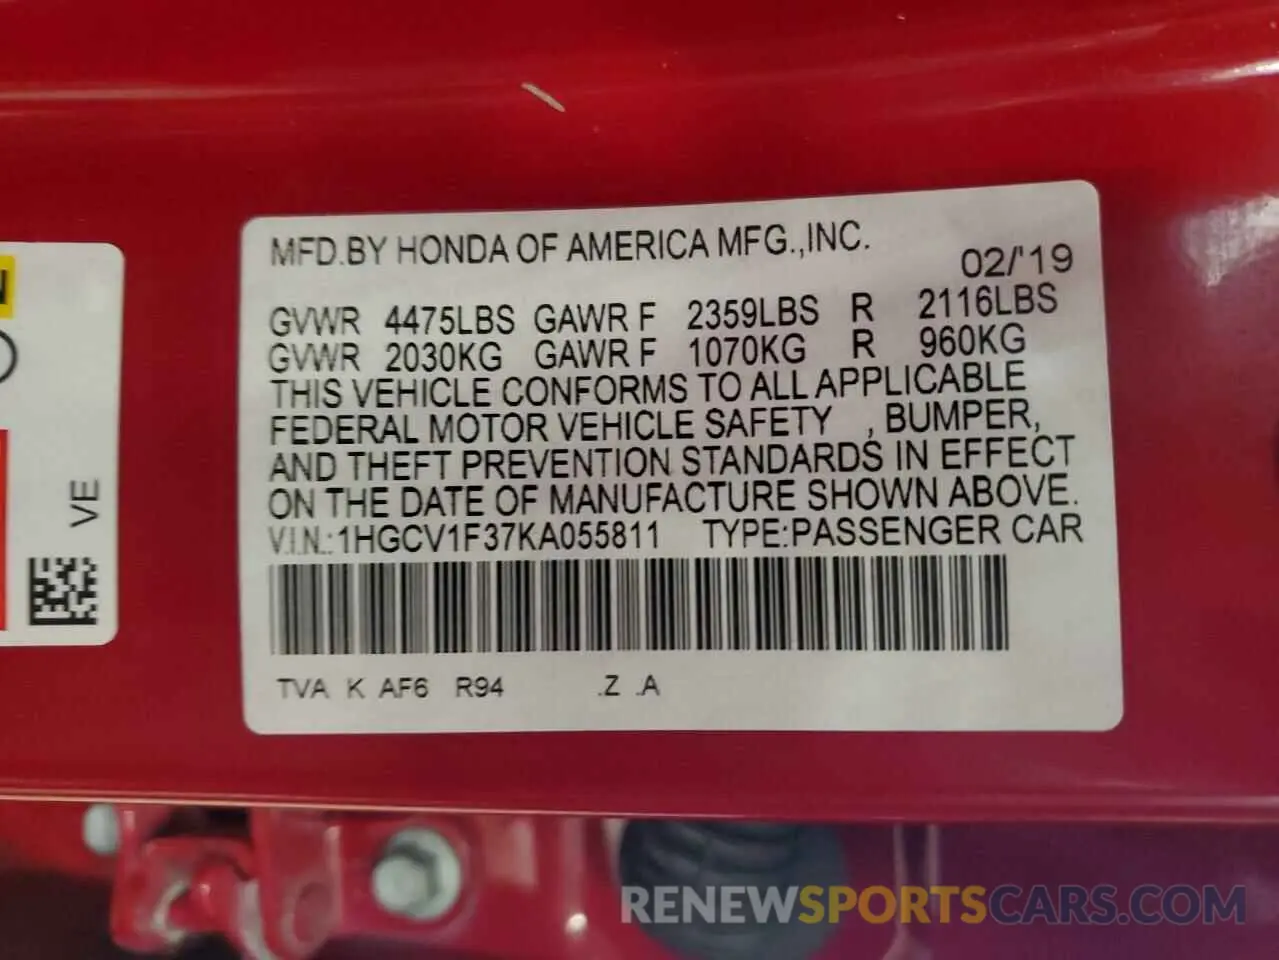 MFD.BY HONDA OF AMERICA MFG.,INC.
02/'19
GVWR 4475LBS GAWR F 2359LBS R 2116LBS
GVWR 2030KG GAWR F 1070KG R 960KG
THIS VEHICLE CONFORMS TO ALL APPLICABLE
FEDERAL MOTOR VEHICLE SAFETY , BUMPER,
AND THEFT PREVENTION STANDARDS IN EFFECT
ON THE DATE OF MANUFACTURE SHOWN ABOVE.
V.I.N.:1HGCV1F37KA055811 TYPE:PASSENGER CAR
TVA K AF6 R94 .Z .A
VE
RENEWSPORTSCARS.COM